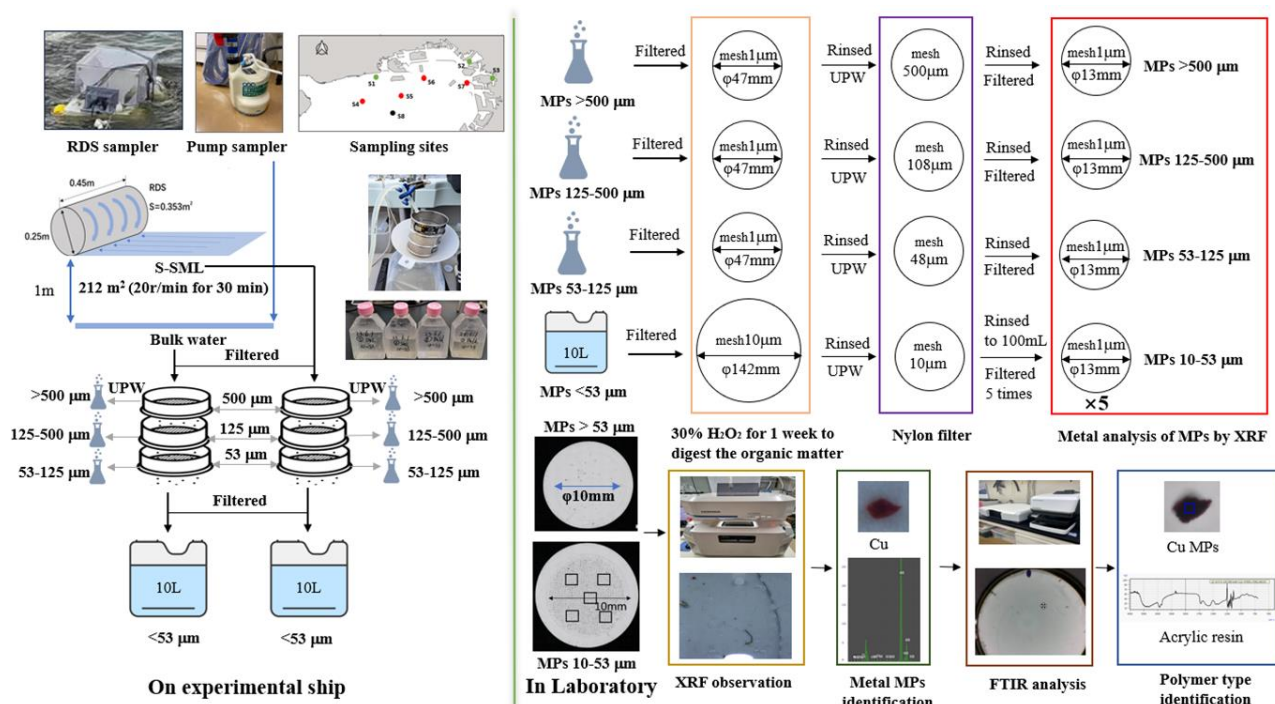 S1
S2
S3
S4
S5
S6
S7
S8
RDS sampler
Pump sampler
Sampling sites
0.45m
RDS
S=0.353m²
0.25m
S-SML
1m
212 m² (20r/min for 30 min)
Bulk water
Filtered
UPW
UPW
>500 μm
500 μm
>500 μm
125-500 μm
125 μm
125-500 μm
53-125 μm
53 μm
53-125 μm
Filtered
10L
10L
<53 μm
<53 μm
On experimental ship
MPs >500 μm
Filtered
mesh1μm
φ47mm
Rinsed
UPW
mesh
500μm
Rinsed
Filtered
mesh1μm
φ13mm
MPs >500 μm
MPs 125-500 μm
Filtered
mesh1μm
φ47mm
Rinsed
UPW
mesh
108μm
Rinsed
Filtered
mesh1μm
φ13mm
MPs 125-500 μm
MPs 53-125 μm
Filtered
mesh1μm
φ47mm
Rinsed
UPW
mesh
48μm
Rinsed
Filtered
mesh1μm
φ13mm
MPs 53-125 μm
10L
MPs <53 μm
Filtered
mesh10μm
φ142mm
Rinsed
UPW
mesh
10μm
Rinsed
to 100mL
Filtered
5 times
mesh1μm
φ13mm
×5
MPs 10-53 μm
30% H₂O₂ for 1 week to
digest the organic matter
Nylon filter
Metal analysis of MPs by XRF
MPs > 53 μm
φ10mm
10mm
MPs 10-53 μm
In Laboratory
XRF observation
Cu
Metal MPs
identification
FTIR analysis
Cu MPs
Acrylic resin
Polymer type
identification